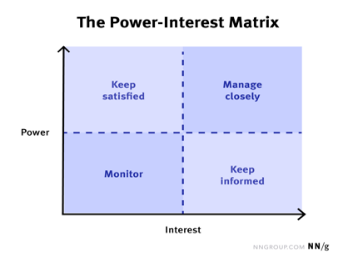 The Power-Interest Matrix
Keep
satisfied
Manage
closely
Power
Monitor
Keep
informed
Interest
NNGROUP.COM NN/g